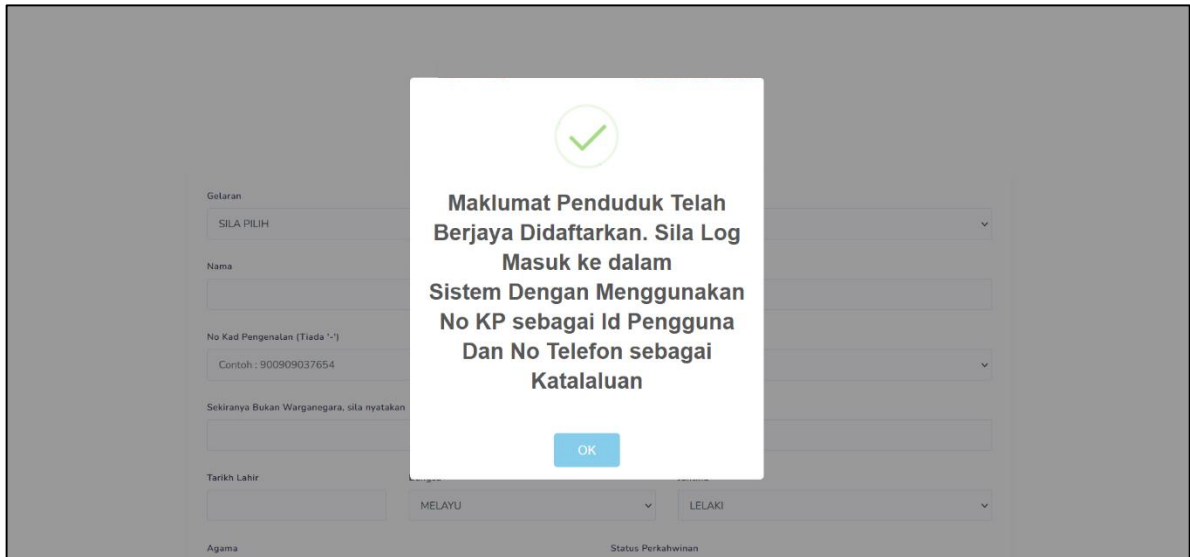 Maklumat Penduduk Telah
Berjaya Didaftarkan. Sila Log
Masuk ke dalam
Sistem Dengan Menggunakan
No KP sebagai Id Pengguna
Dan No Telefon sebagai
Katalaluan
OK
Gelaran
SILA PILIH
Nama
No Kad Pengenalan (Tiada '-')
Contoh : 900909037654
Sekiranya Bukan Warganegara, sila nyatakan
Tarikh Lahir
MELAYU
LELAKI
Agama
Status Perkahwinan